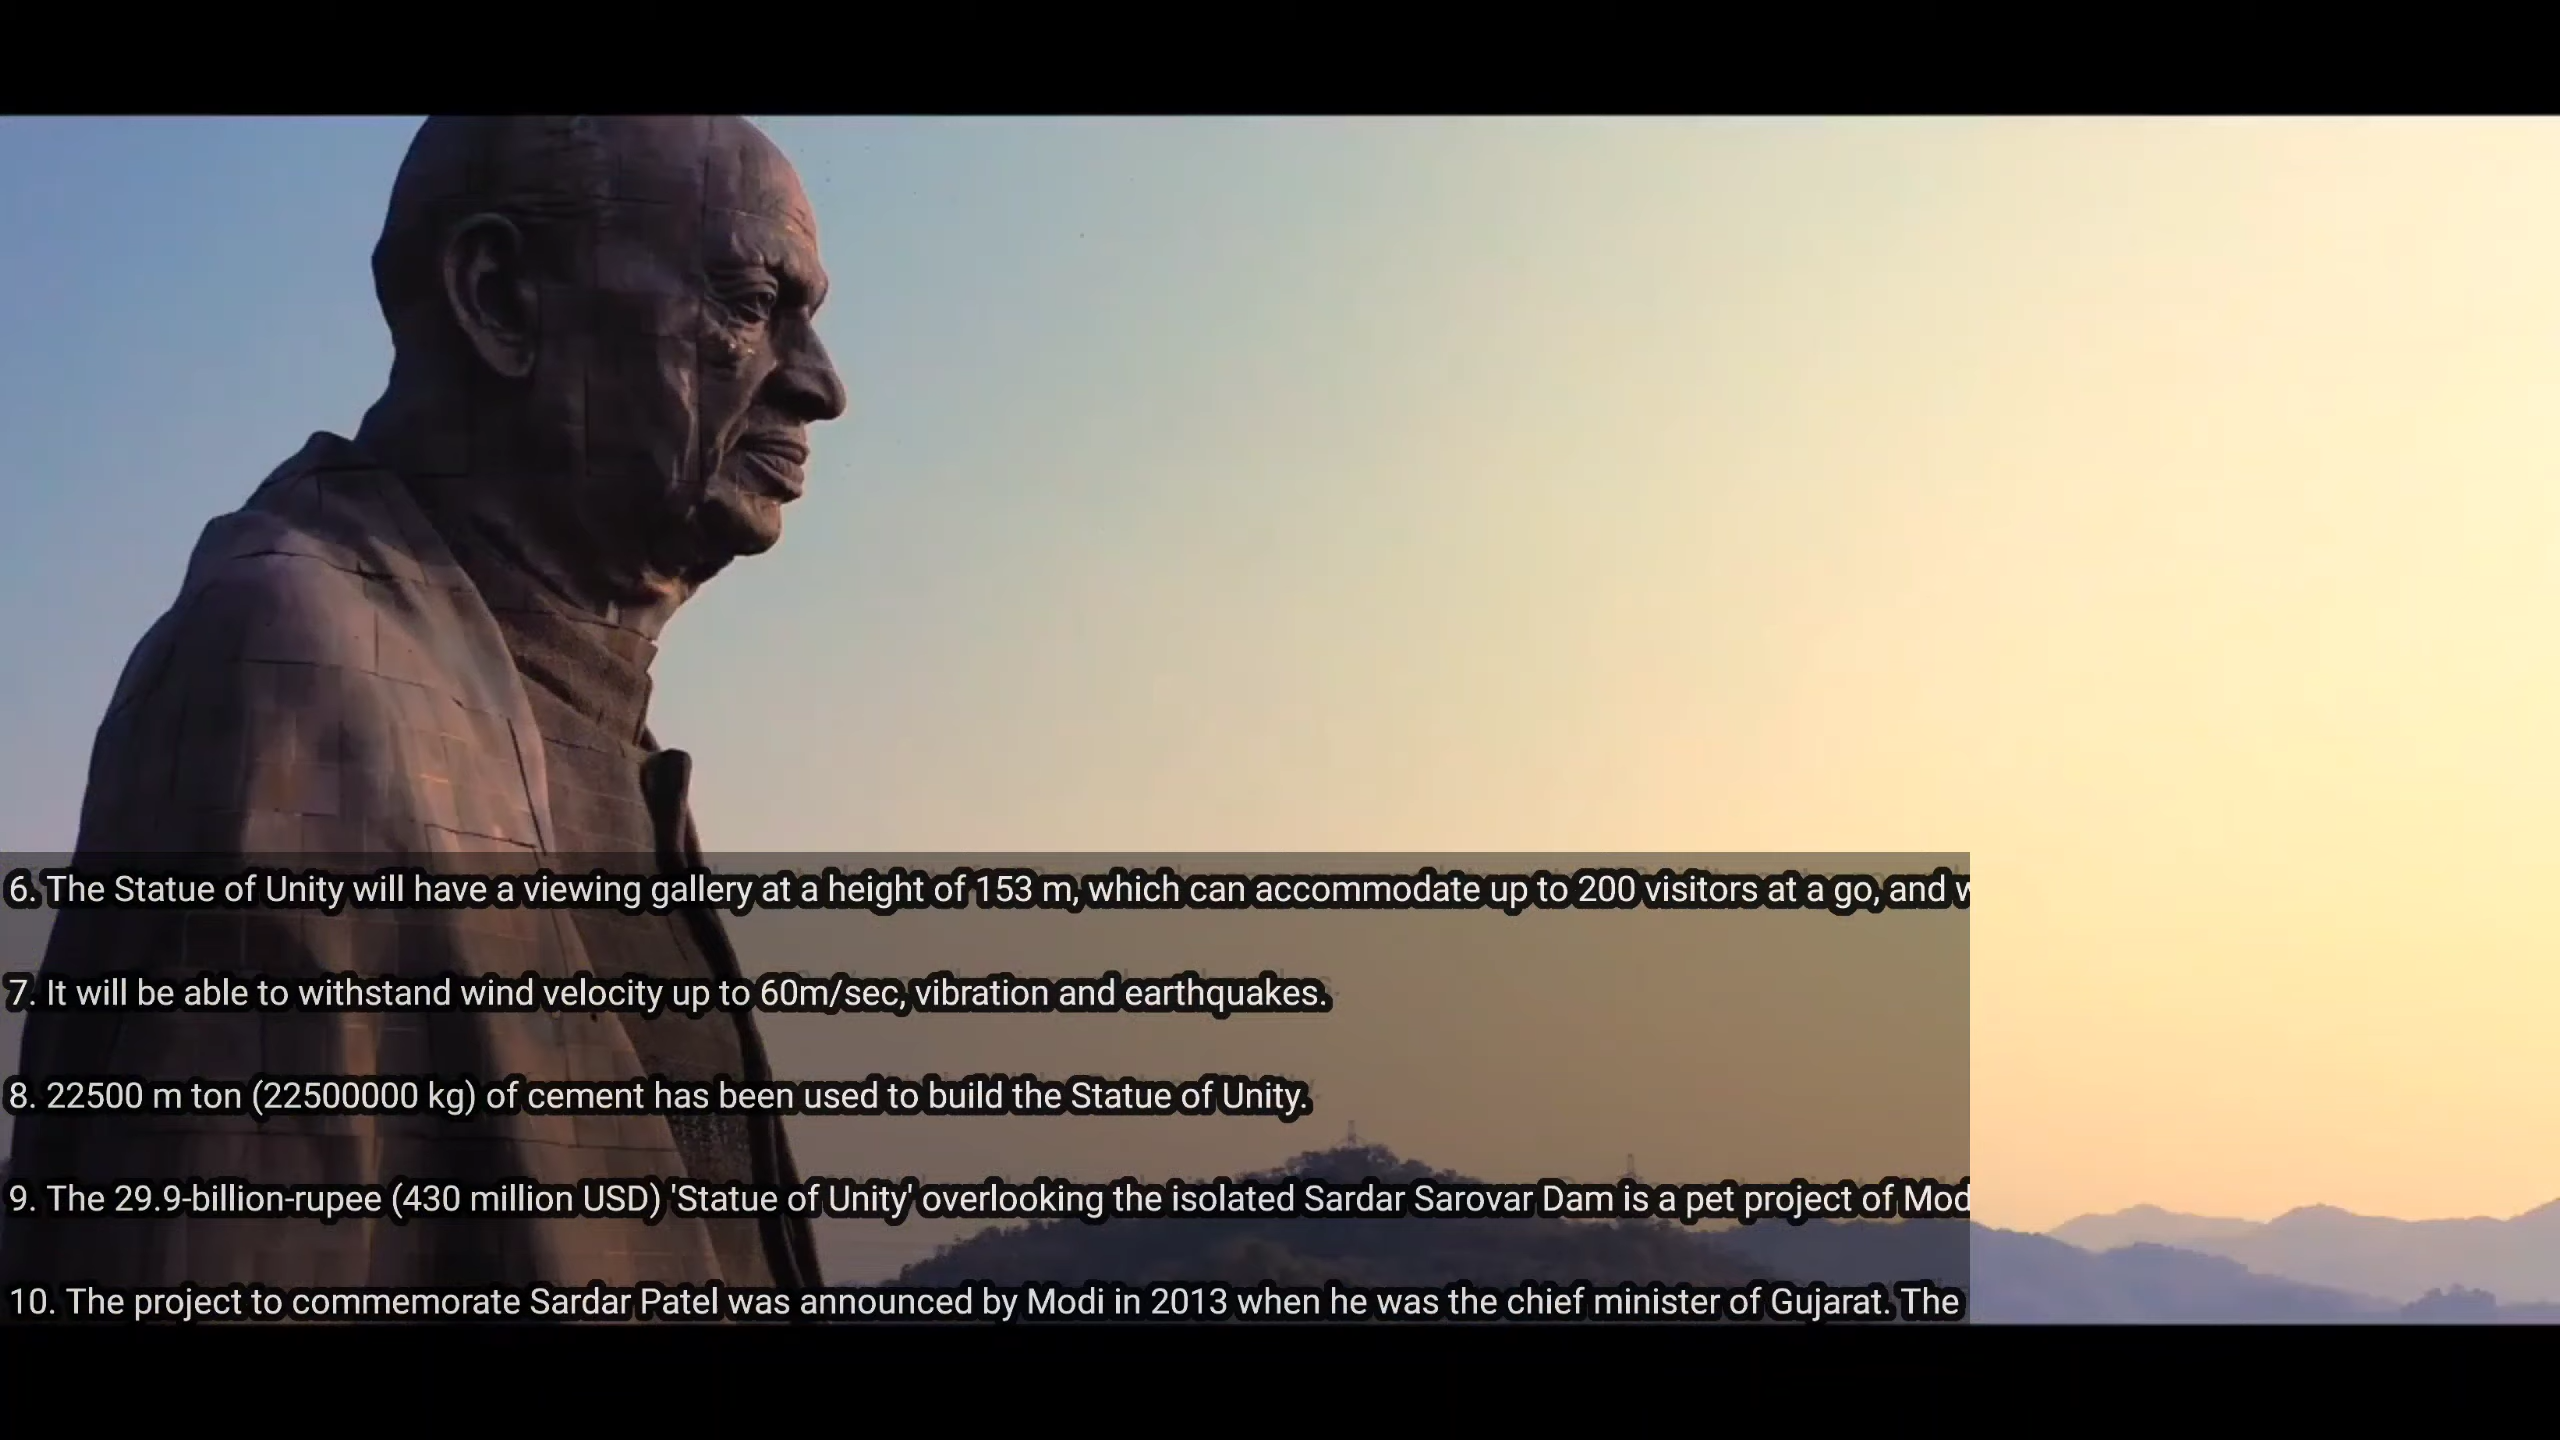 6. The Statue of Unity will have a viewing gallery at a height of 153 m, which can accommodate up to 200 visitors at a go, and
7. It will be able to withstand wind velocity up to 60m/sec, vibration and earthquakes.
8. 22500 m ton (22500000 kg) of cement has been used to build the Statue of Unity.
9. The 29.9-billion-rupee (430 million USD) 'Statue of Unity' overlooking the isolated Sardar Sarovar Dam is a pet project of Mod
10. The project to commemorate Sardar Patel was announced by Modi in 2013 when he was the chief minister of Gujarat. The